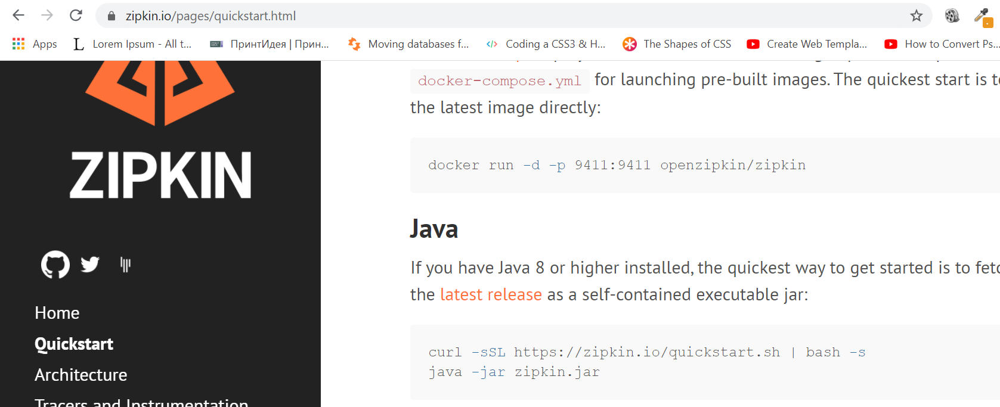 zipkin.io/pages/quickstart.html
Apps
L Lorem Ipsum - All t...
ПринтИдея | Прин...
Moving databases f...
</> Coding a CSS3 & H...
The Shapes of CSS
Create Web Templa...
How to Convert Ps...
ZIPKIN
Home
Quickstart
Architecture
Tracers and Instrumentation
docker-compose.yml for launching pre-built images. The quickest start is
the latest image directly:
docker run -d -p 9411:9411 openzipkin/zipkin
Java
If you have Java 8 or higher installed, the quickest way to get started is to
the latest release as a self-contained executable jar:
curl -sSL https://zipkin.io/quickstart.sh | bash -s
java -jar zipkin.jar